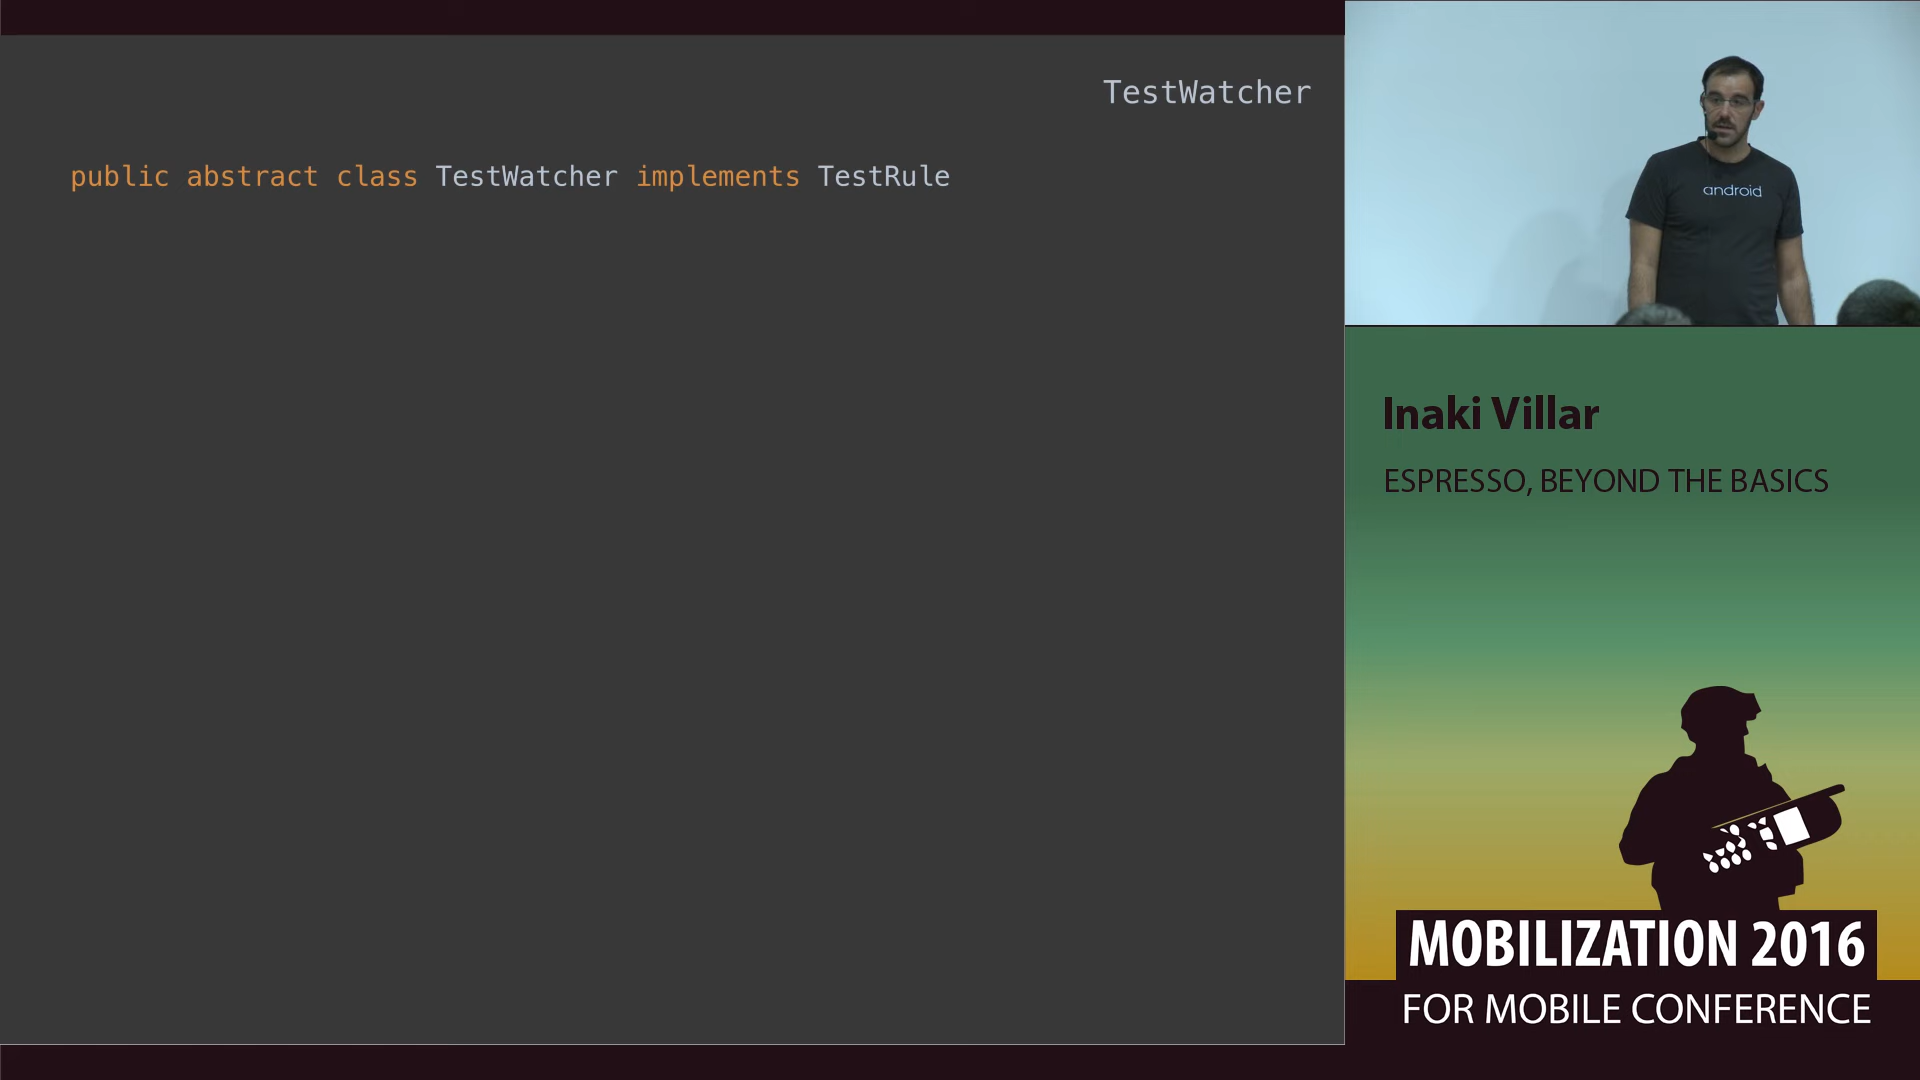 TestWatcher
public abstract class TestWatcher implements TestRule
android
Inaki Villar
ESPRESSO, BEYOND THE BASICS
MOBILIZATION 2016
FOR MOBILE CONFERENCE